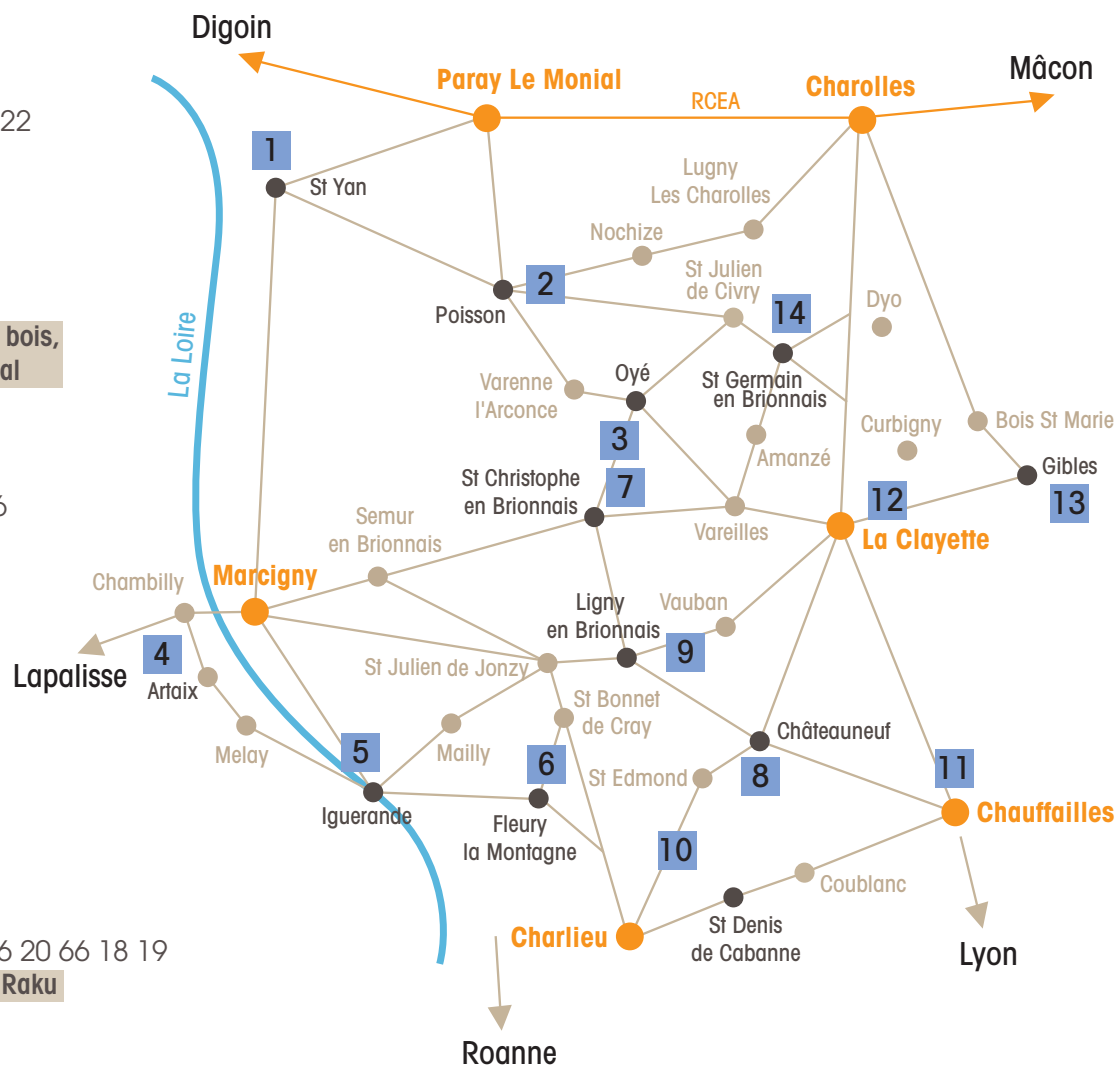 Digoin
Paray Le Monial
Charolles
Mâcon
RCEA
22
1
St Yan
Lugny
Les Charolles
Nochize
2
St Julien
de Civry
14
Dyo
Poisson
La Loire
bois,
al
Oyé
St Germain
en Brionnais
Varenne
l'Arconce
Curbigny
Bois St Marie
3
Amanzé
Gibles
St Christophe
en Brionnais
7
12
13
6
Semur
en Brionnais
Vareilles
La Clayette
Chambilly
Marcigny
Ligny
en Brionnais
Vauban
4
9
Lapalisse
Artaix
St Julien de Jonzy
St Bonnet
de Cray
Châteauneuf
Melay
5
Mailly
6
St Edmond
8
11
Iguerande
Fleury
la Montagne
Chauffailles
10
Coublanc
Charlieu
St Denis
de Cabanne
Lyon
6 20 66 18 19
Raku
Roanne